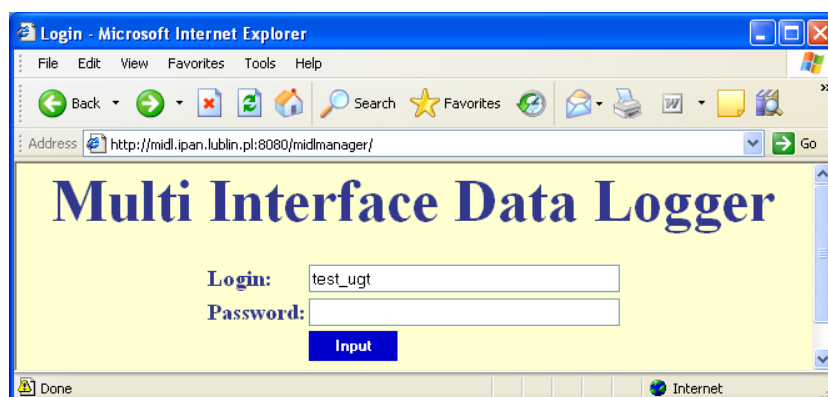 Login - Microsoft Internet Explorer
File Edit View Favorites Tools Help
Back Search Favorites W »
Address http://midl.ipan.lublin.pl:8080/midlmanager/ Go
Multi Interface Data Logger
Login: test_ugt
Password:
Input
Done Internet